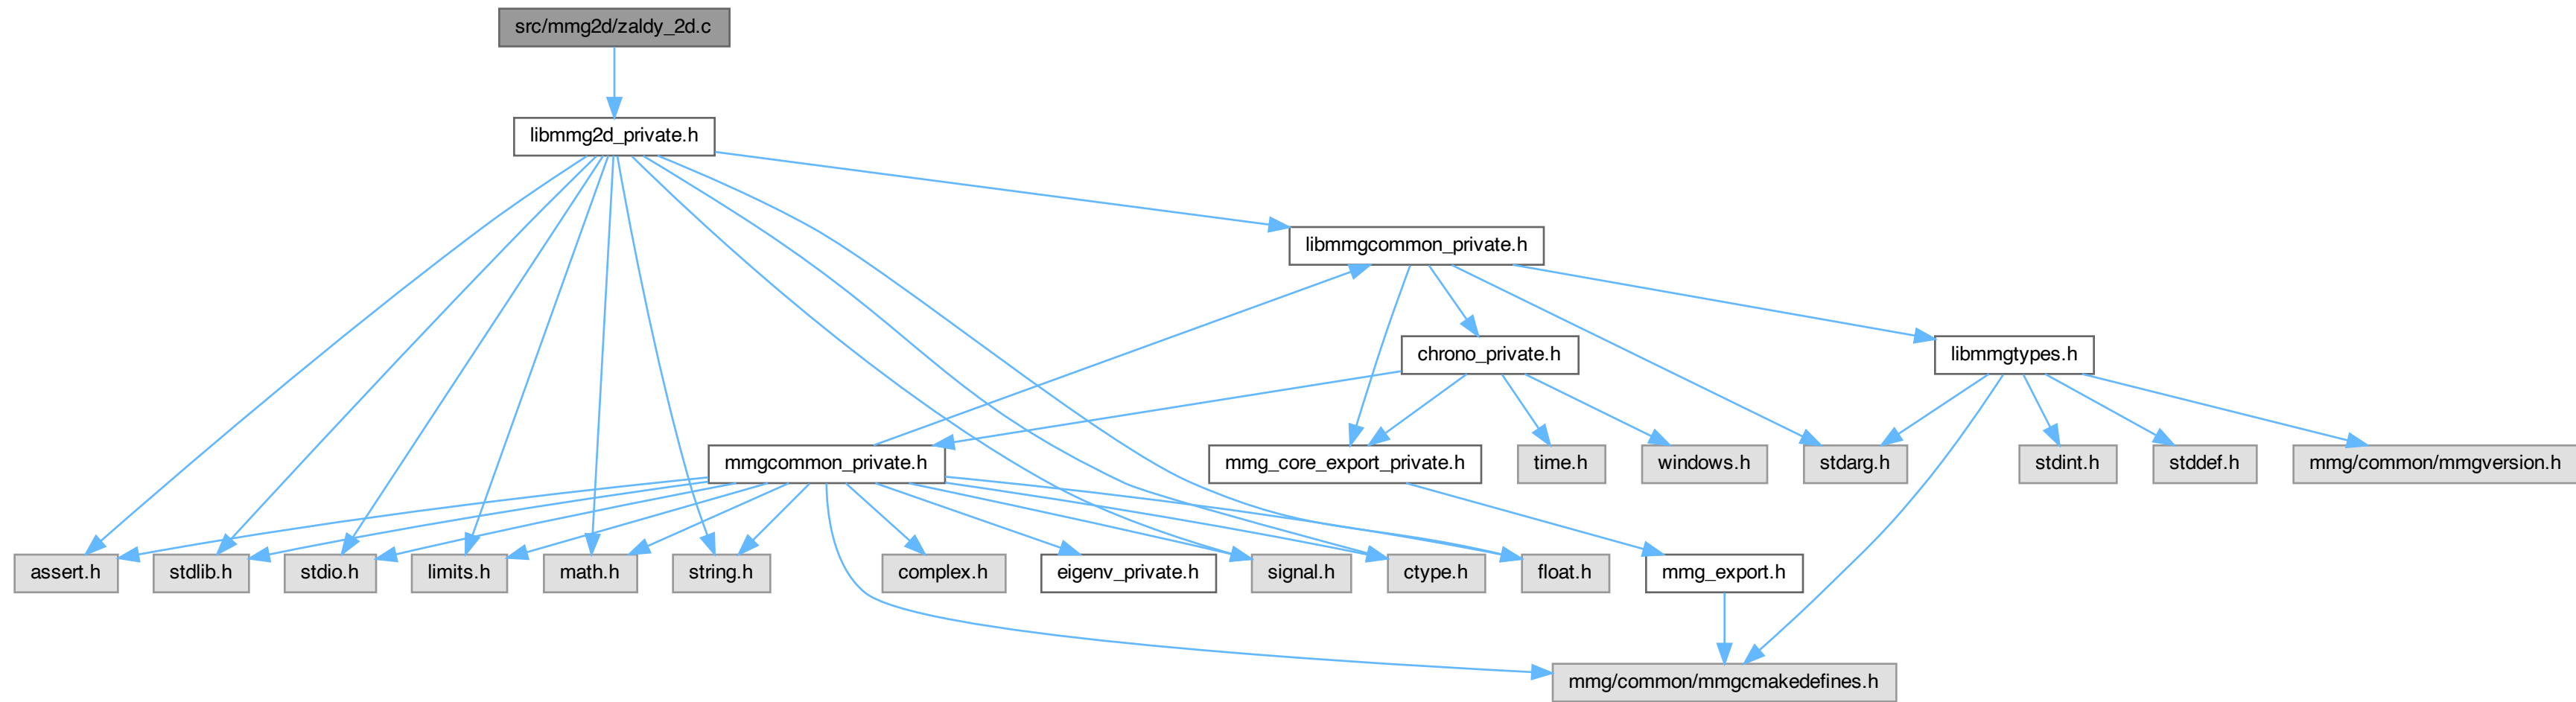 src/mmg2d/zaldy_2d.c
libmmg2d_private.h
libmmgcommon_private.h
chrono_private.h
libmmgtypes.h
mmgcommon_private.h
mmg_core_export_private.h
time.h
windows.h
stdarg.h
stdint.h
stddef.h
mmg/common/mmgversion.h
assert.h
stdlib.h
stdio.h
limits.h
math.h
string.h
complex.h
eigenv_private.h
signal.h
ctype.h
float.h
mmg_export.h
mmg/common/mmgcmakedefines.h